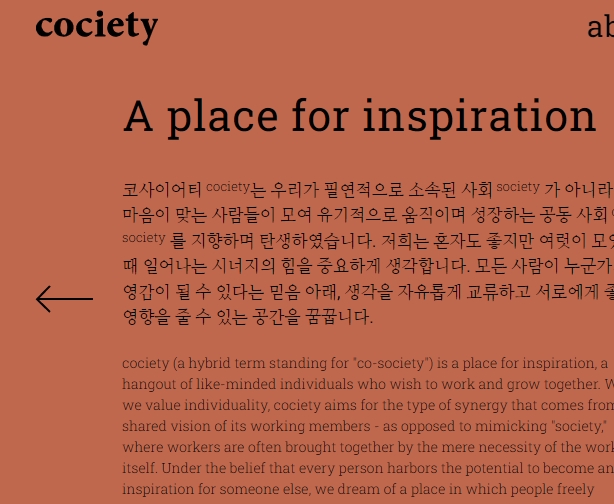 cociety
ab
A place for inspiration
코사이어티 cociety는 우리가 필연적으로 소속된 사회 society 가 아니라
마음이 맞는 사람들이 모여 유기적으로 움직이며 성장하는 공동 사회
society 를 지향하며 탄생하였습니다. 저희는 혼자도 좋지만 여럿이 모
때 일어나는 시너지의 힘을 중요하게 생각합니다. 모든 사람이 누군가
영감이 될 수 있다는 믿음 아래, 생각을 자유롭게 교류하고 서로에게
영향을 줄 수 있는 공간을 꿈꿉니다.
cociety (a hybrid term standing for "co-society") is a place for inspiration, a
hangout of like-minded individuals who wish to work and grow together. W
we value individuality, cociety aims for the type of synergy that comes from
shared vision of its working members - as opposed to mimicking "society,"
where workers are often brought together by the mere necessity of the work
itself. Under the belief that every person harbors the potential to become an
inspiration for someone else, we dream of a place in which people freely